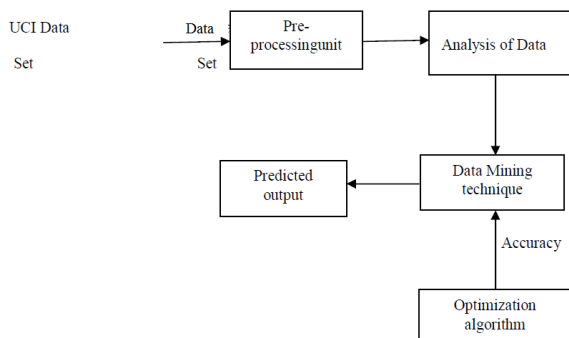 UCI Data
Set
Data
Set
Pre-
processingunit
Analysis of Data
Predicted
output
Data Mining
technique
Accuracy
Optimization
algorithm